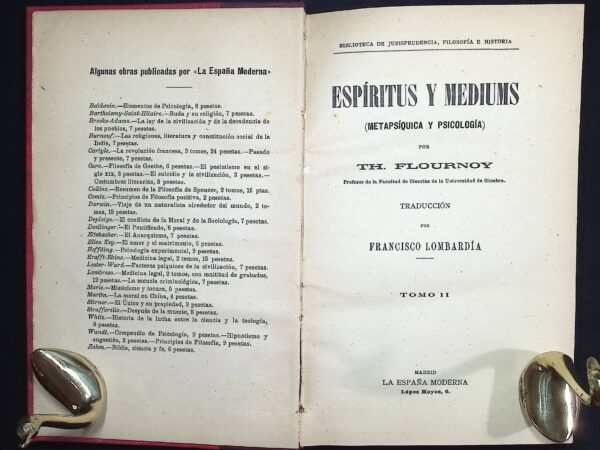 Algunas obras publicadas por «La España Moderna»
Baldovin.—Elementos de Psicología, 8 pesetas.
Barthelemy-Saint-Hilaire.—Buda y su religión, 7 pesetas.
Brooks-Adams.—La ley de la civilización y de la decadencia
de los pueblos, 7 pesetas.
Burnouf.—Las religiones, literatura y constitución social de la
India, 7 pesetas.
Carlyle.—La revolución francesa, 3 tomos, 24 pesetas.—Pasado
y presente, 7 pesetas.
Caro.—Filosofía de Goethe, 6 pesetas.—El pesimismo en el si-
glo XIX, 3 pesetas.—El suicidio y la civilización, 3 pesetas.—
Costumbres literarias, 3 pesetas.
Collins.—Resumen de la Filosofía de Spencer, 2 tomos, 15 ptas.
Comte.—Principios de Filosofía positiva, 2 pesetas.
Darwin.—Viaje de un naturalista alrededor del mundo, 2 to-
mos, 15 pesetas.
Deploige.—El conflicto de la Moral y de la Sociología, 7 pesetas.
Doellinger.—El Pontificado, 6 pesetas.
Eltzbacher.—El Anarquismo, 7 pesetas.
Ellen Key.—El amor y el matrimonio, 6 pesetas.
Hoffding.—Psicología experimental, 9 pesetas.
Krafft-Ebing.—Medicina legal, 2 tomos, 15 pesetas.
Lester-Ward.—Factores psíquicos de la civilización, 7 pesetas.
Lombroso.—Medicina legal, 2 tomos, con multitud de grabados,
12 pesetas.—La escuela criminológica, 7 pesetas.
Marie.—Misticismo y locura, 5 pesetas.
Martin.—La moral en China, 4 pesetas.
Stirner.—El Único y su propiedad, 9 pesetas.
Strafforello.—Después de la muerte, 3 pesetas.
White.—Historia de la lucha entre la ciencia y la teología,
8 pesetas.
Wundt.—Compendio de Psicología, 9 pesetas.—Hipnotismo y
sugestión, 2 pesetas.—Principios de Filosofía, 9 pesetas.
Zahm.—Biblia, ciencia y fe, 6 pesetas.
BIBLIOTECA DE JURISPRUDENCIA, FILOSOFÍA E HISTORIA
ESPÍRITUS Y MEDIUMS
(METAPSÍQUICA Y PSICOLOGÍA)
POR
TH. FLOURNOY
Profesor de la Facultad de Ciencias de la Universidad de Ginebra.
TRADUCCIÓN
POR
FRANCISCO LOMBARDÍA
TOMO II
MADRID
LA ESPAÑA MODERNA
López Hoyos, 6.